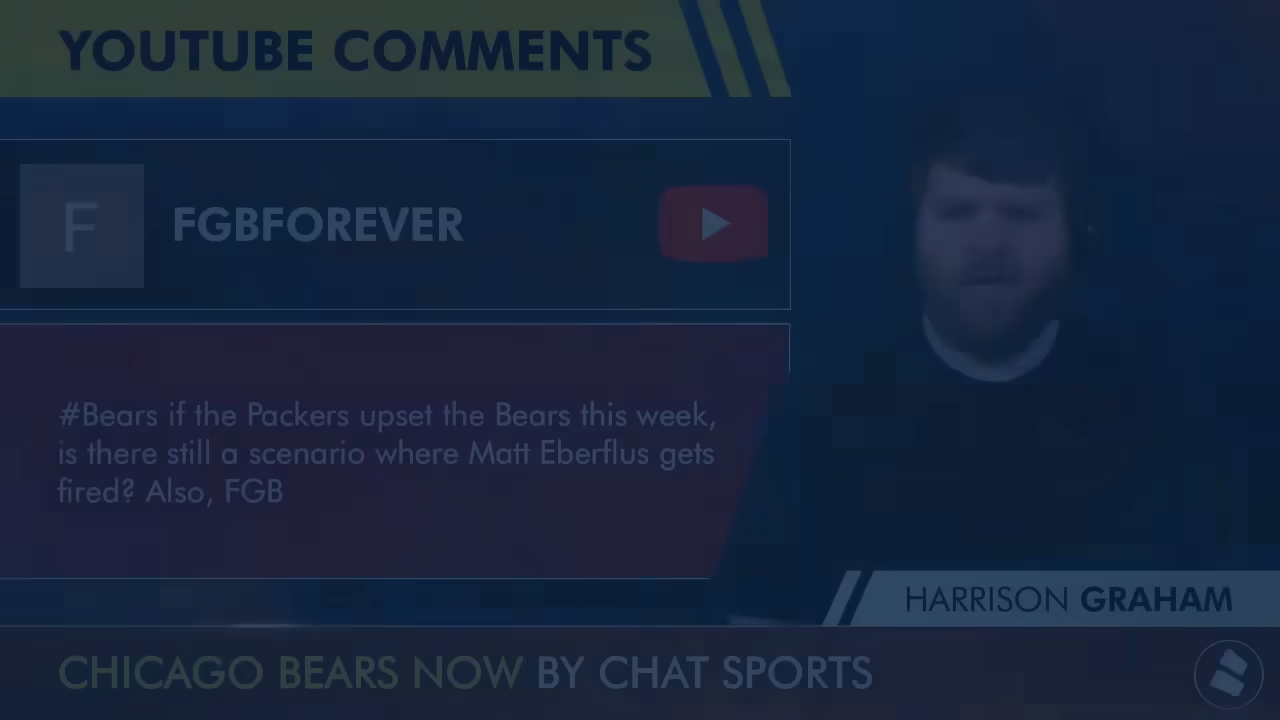 YOUTUBE COMMENTS
F
FGBFOREVER
#Bears if the Packers upset the Bears this week,
is there still a scenario where Matt Eberflus gets
fired? Also, FGB
HARRISON GRAHAM
CHICAGO BEARS NOW BY CHAT SPORTS